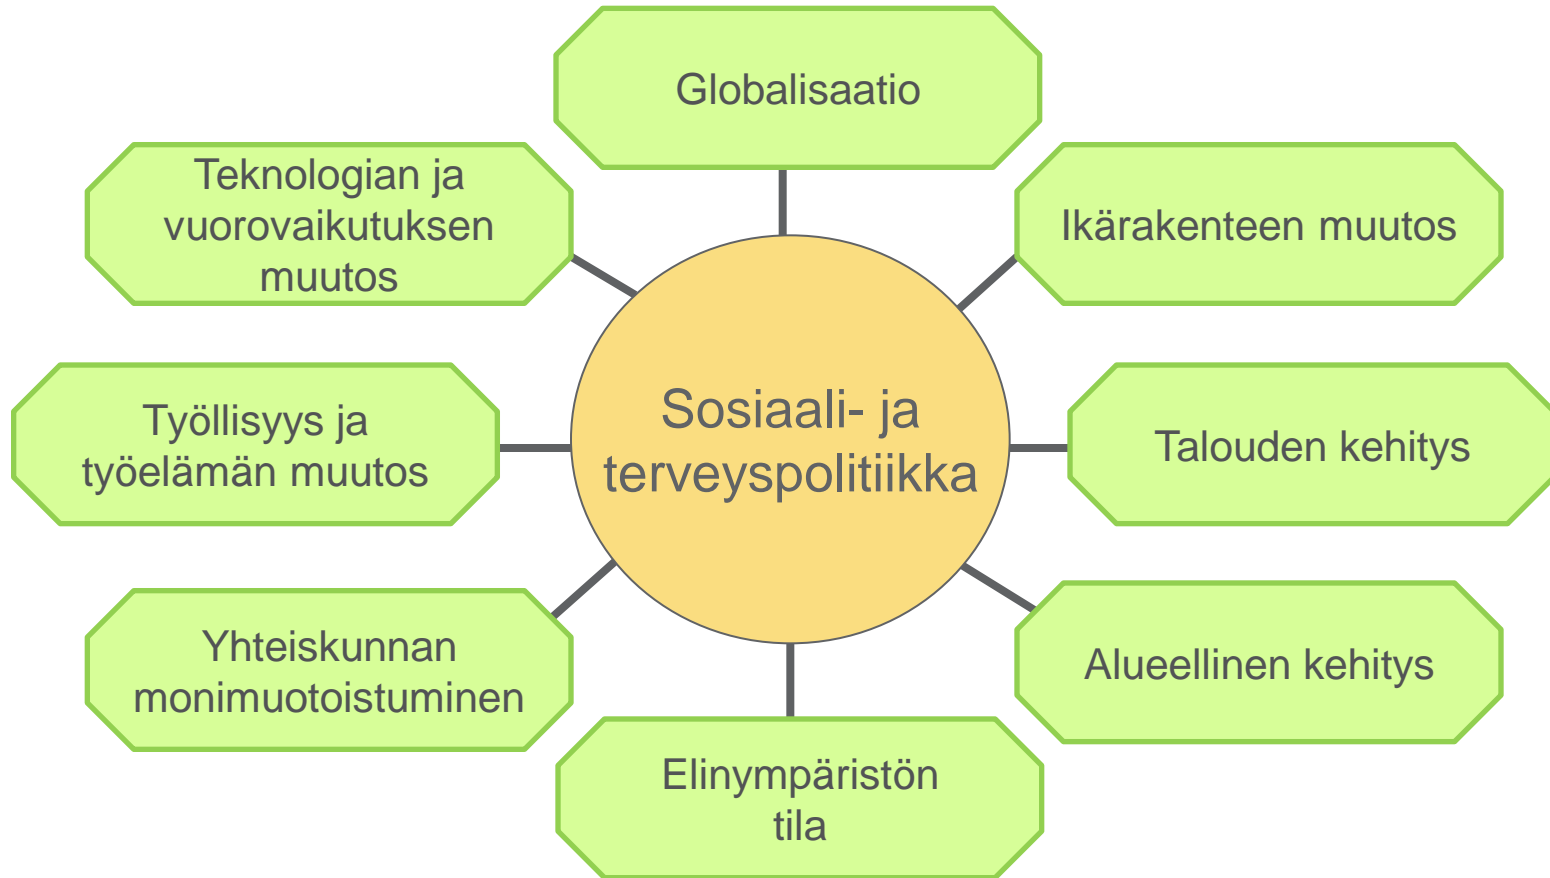 Globalisaatio
Teknologian ja
vuorovaikutuksen
muutos
Ikärakenteen muutos
Sosiaali- ja
terveyspolitiikka
Työllisyys ja
työelämän muutos
Talouden kehitys
Yhteiskunnan
monimuotoistuminen
Alueellinen kehitys
Elinympäristön
tila